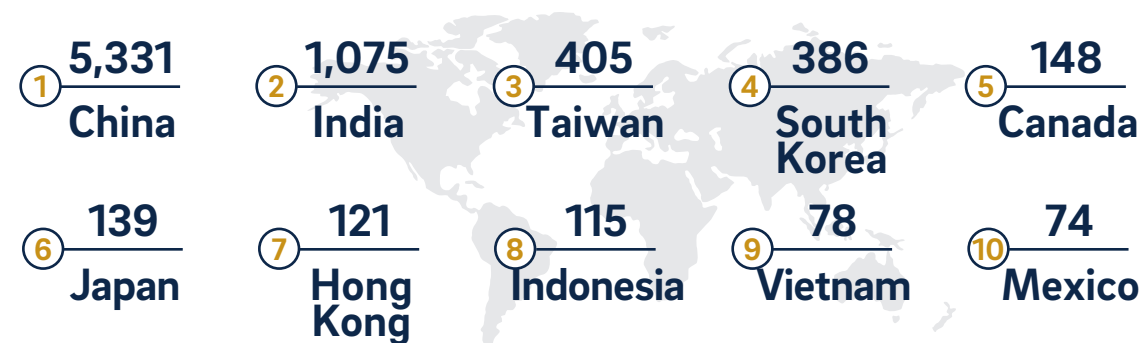 5,331
1
China
1,075
2
India
405
3
Taiwan
386
4
South
Korea
148
5
Canada
139
6
Japan
121
7
Hong
Kong
115
8
Indonesia
78
9
Vietnam
74
10
Mexico